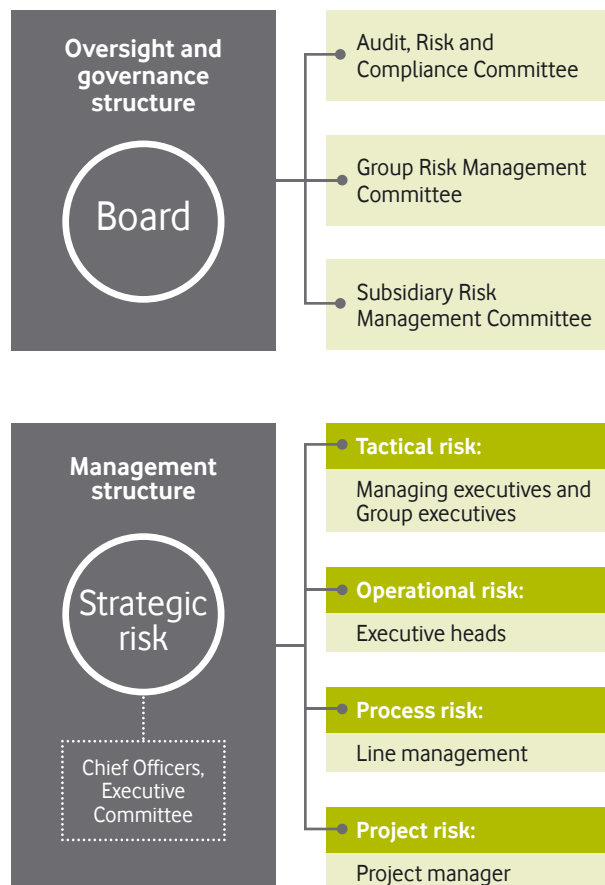 Oversight and
governance
structure
Board
Audit, Risk and
Compliance Committee
Group Risk Management
Committee
Subsidiary Risk
Management Committee
Management
structure
Strategic
risk
Chief Officers,
Executive
Committee
Tactical risk:
Managing executives and
Group executives
Operational risk:
Executive heads
Process risk:
Line management
Project risk:
Project manager